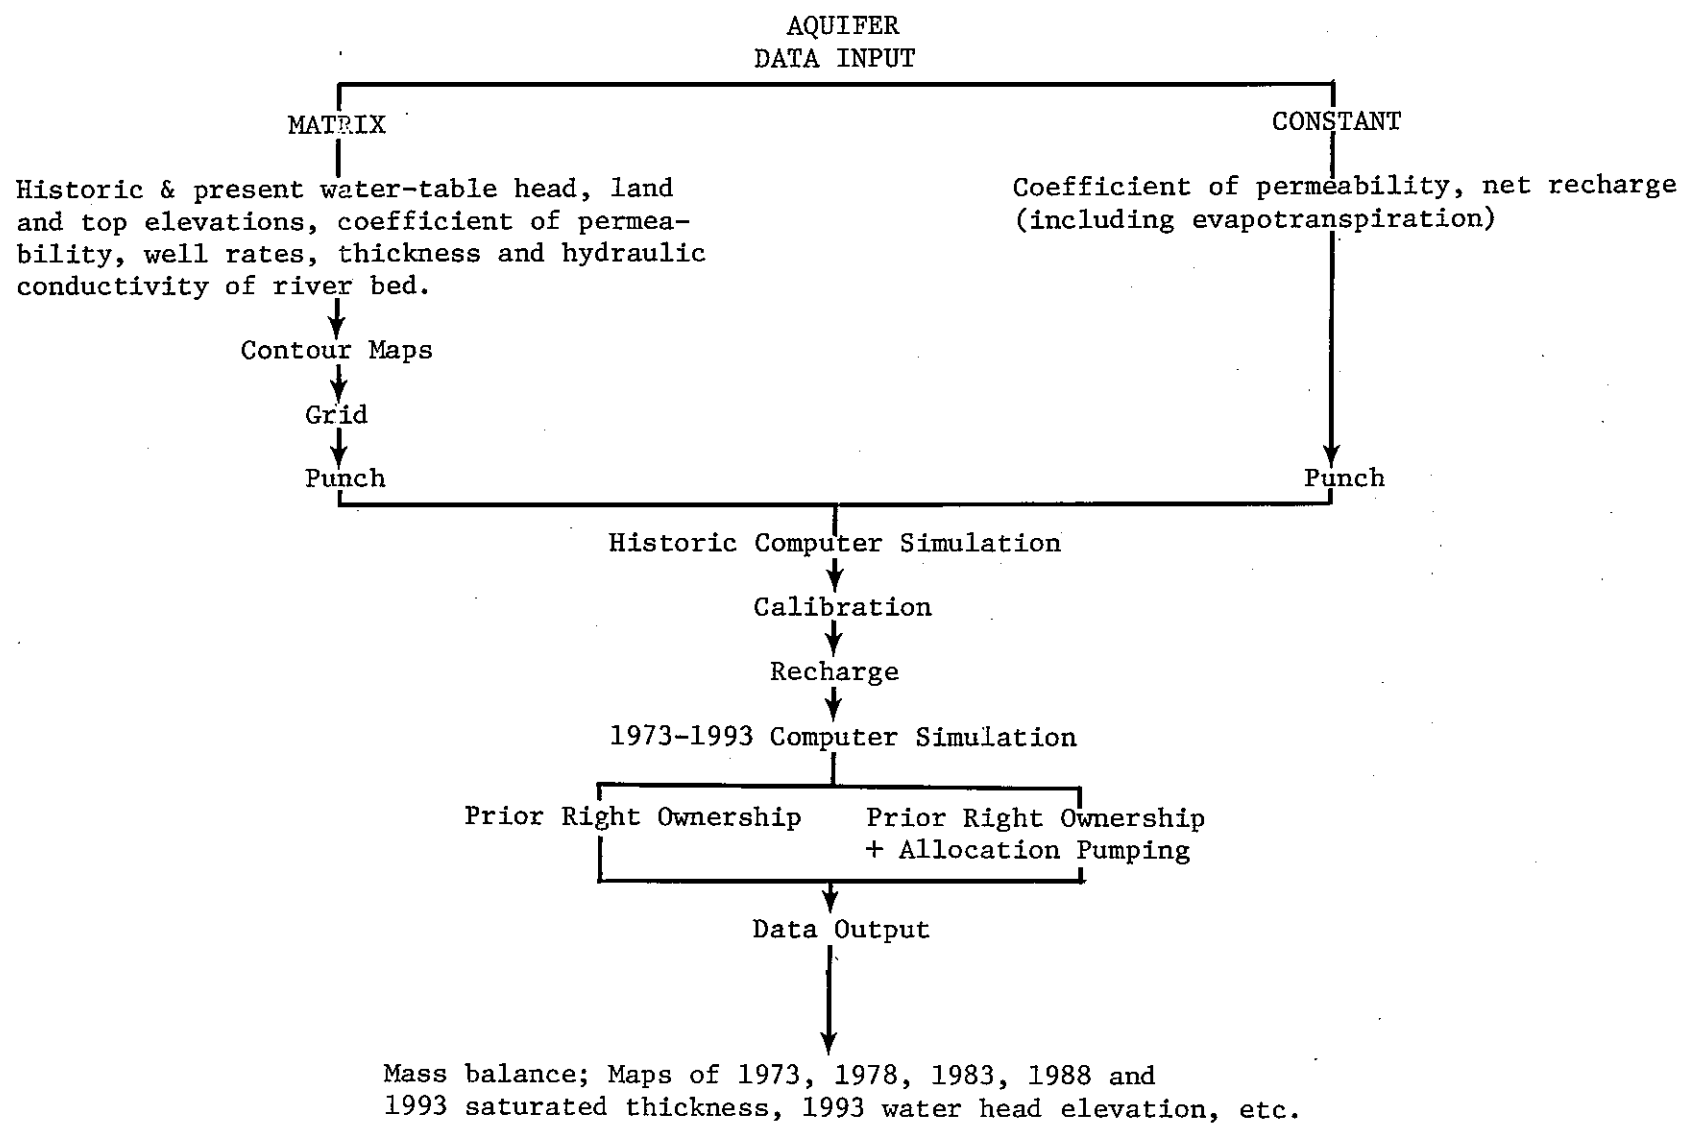 AQUIFER
DATA INPUT
MATRIX
CONSTANT
Historic & present water-table head, land
and top elevations, coefficient of permea-
bility, well rates, thickness and hydraulic
conductivity of river bed.
Coefficient of permeability, net recharge
(including evapotranspiration)
Contour Maps
Grid
Punch
Punch
Historic Computer Simulation
Calibration
Recharge
1973-1993 Computer Simulation
Prior Right Ownership
Prior Right Ownership
+ Allocation Pumping
Data Output
Mass balance; Maps of 1973, 1978, 1983, 1988 and
1993 saturated thickness, 1993 water head elevation, etc.